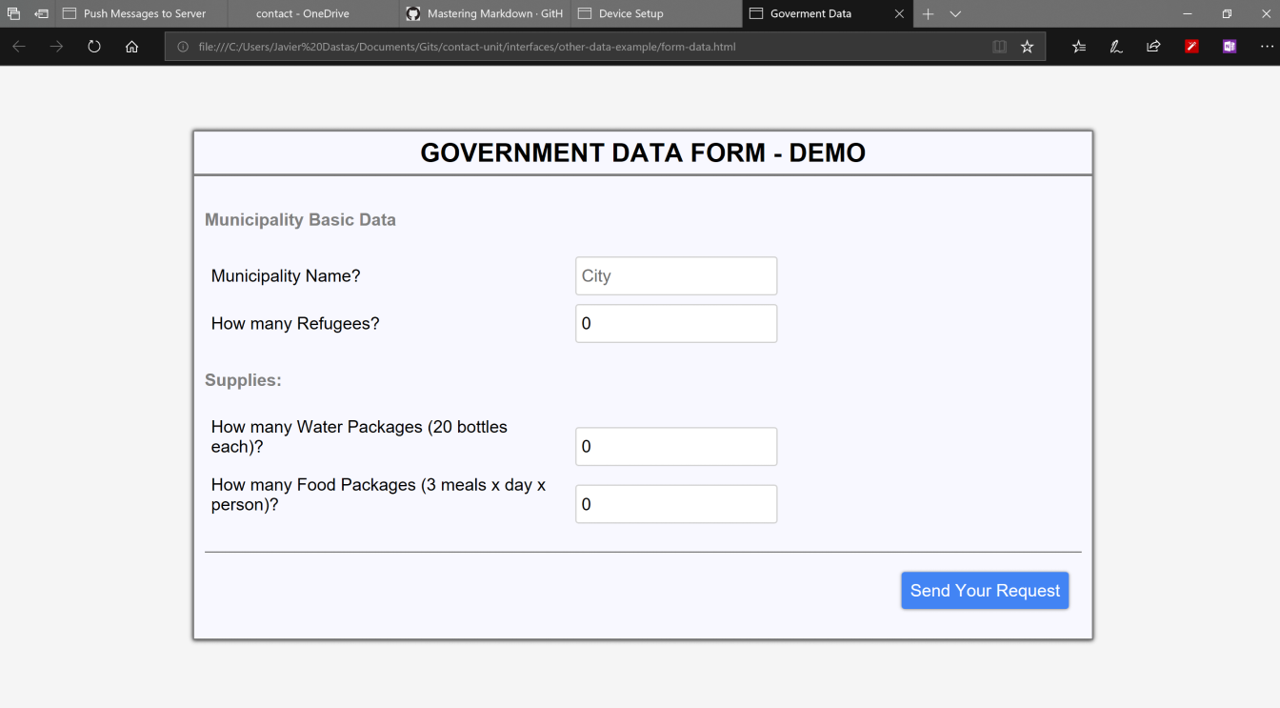 Push Messages to Server
contact - OneDrive
Mastering Markdown · GitH
Device Setup
Goverment Data
file:///C:/Users/Javier%20Dastas/Documents/Gits/contact-unit/interfaces/other-data-example/form-data.html
GOVERNMENT DATA FORM - DEMO
Municipality Basic Data
Municipality Name?
City
How many Refugees?
0
Supplies:
How many Water Packages (20 bottles
each)?
0
How many Food Packages (3 meals x day x
person)?
0
Send Your Request